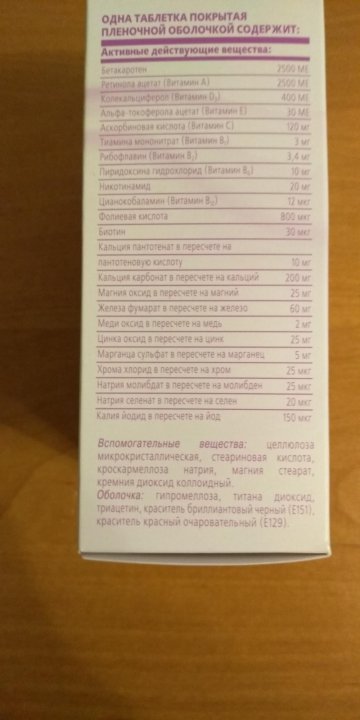 ОДНА ТАБЛЕТКА ПОКРЫТАЯ
ПЛЕНОЧНОЙ ОБОЛОЧКОЙ СОДЕРЖИТ:
Активные действующие вещества:
Бетакаротен 2500 МЕ
Ретинола ацетат (Витамин А) 2500 МЕ
Колекальциферол (Витамин D₃) 400 МЕ
Альфа-токоферола ацетат (Витамин Е) 30 МЕ
Аскорбиновая кислота (Витамин С) 120 мг
Тиамина мононитрат (Витамин В₁) 3 мг
Рибофлавин (Витамин В₂) 3,4 мг
Пиридоксина гидрохлорид (Витамин В₆) 10 мг
Никотинамид 20 мг
Цианокобаламин (Витамин В₁₂) 12 мкг
Фолиевая кислота 800 мкг
Биотин 30 мкг
Кальция пантотенат в пересчете на
пантотеновую кислоту 10 мг
Кальция карбонат в пересчете на кальций 200 мг
Магния оксид в пересчете на магний 25 мг
Железа фумарат в пересчете на железо 60 мг
Меди оксид в пересчете на медь 2 мг
Цинка оксид в пересчете на цинк 25 мг
Марганца сульфат в пересчете на марганец 5 мг
Хрома хлорид в пересчете на хром 25 мкг
Натрия молибдат в пересчете на молибден 25 мкг
Натрия селенат в пересчете на селен 20 мкг
Калия йодид в пересчете на йод 150 мкг
Вспомогательные вещества: целлюлоза
микрокристаллическая, стеариновая кислота,
кроскармеллоза натрия, магния стеарат,
кремния диоксид коллоидный.
Оболочка: гипромеллоза, титана диоксид,
триацетин, краситель бриллиантовый черный (Е151),
краситель красный очаровательный (Е129).